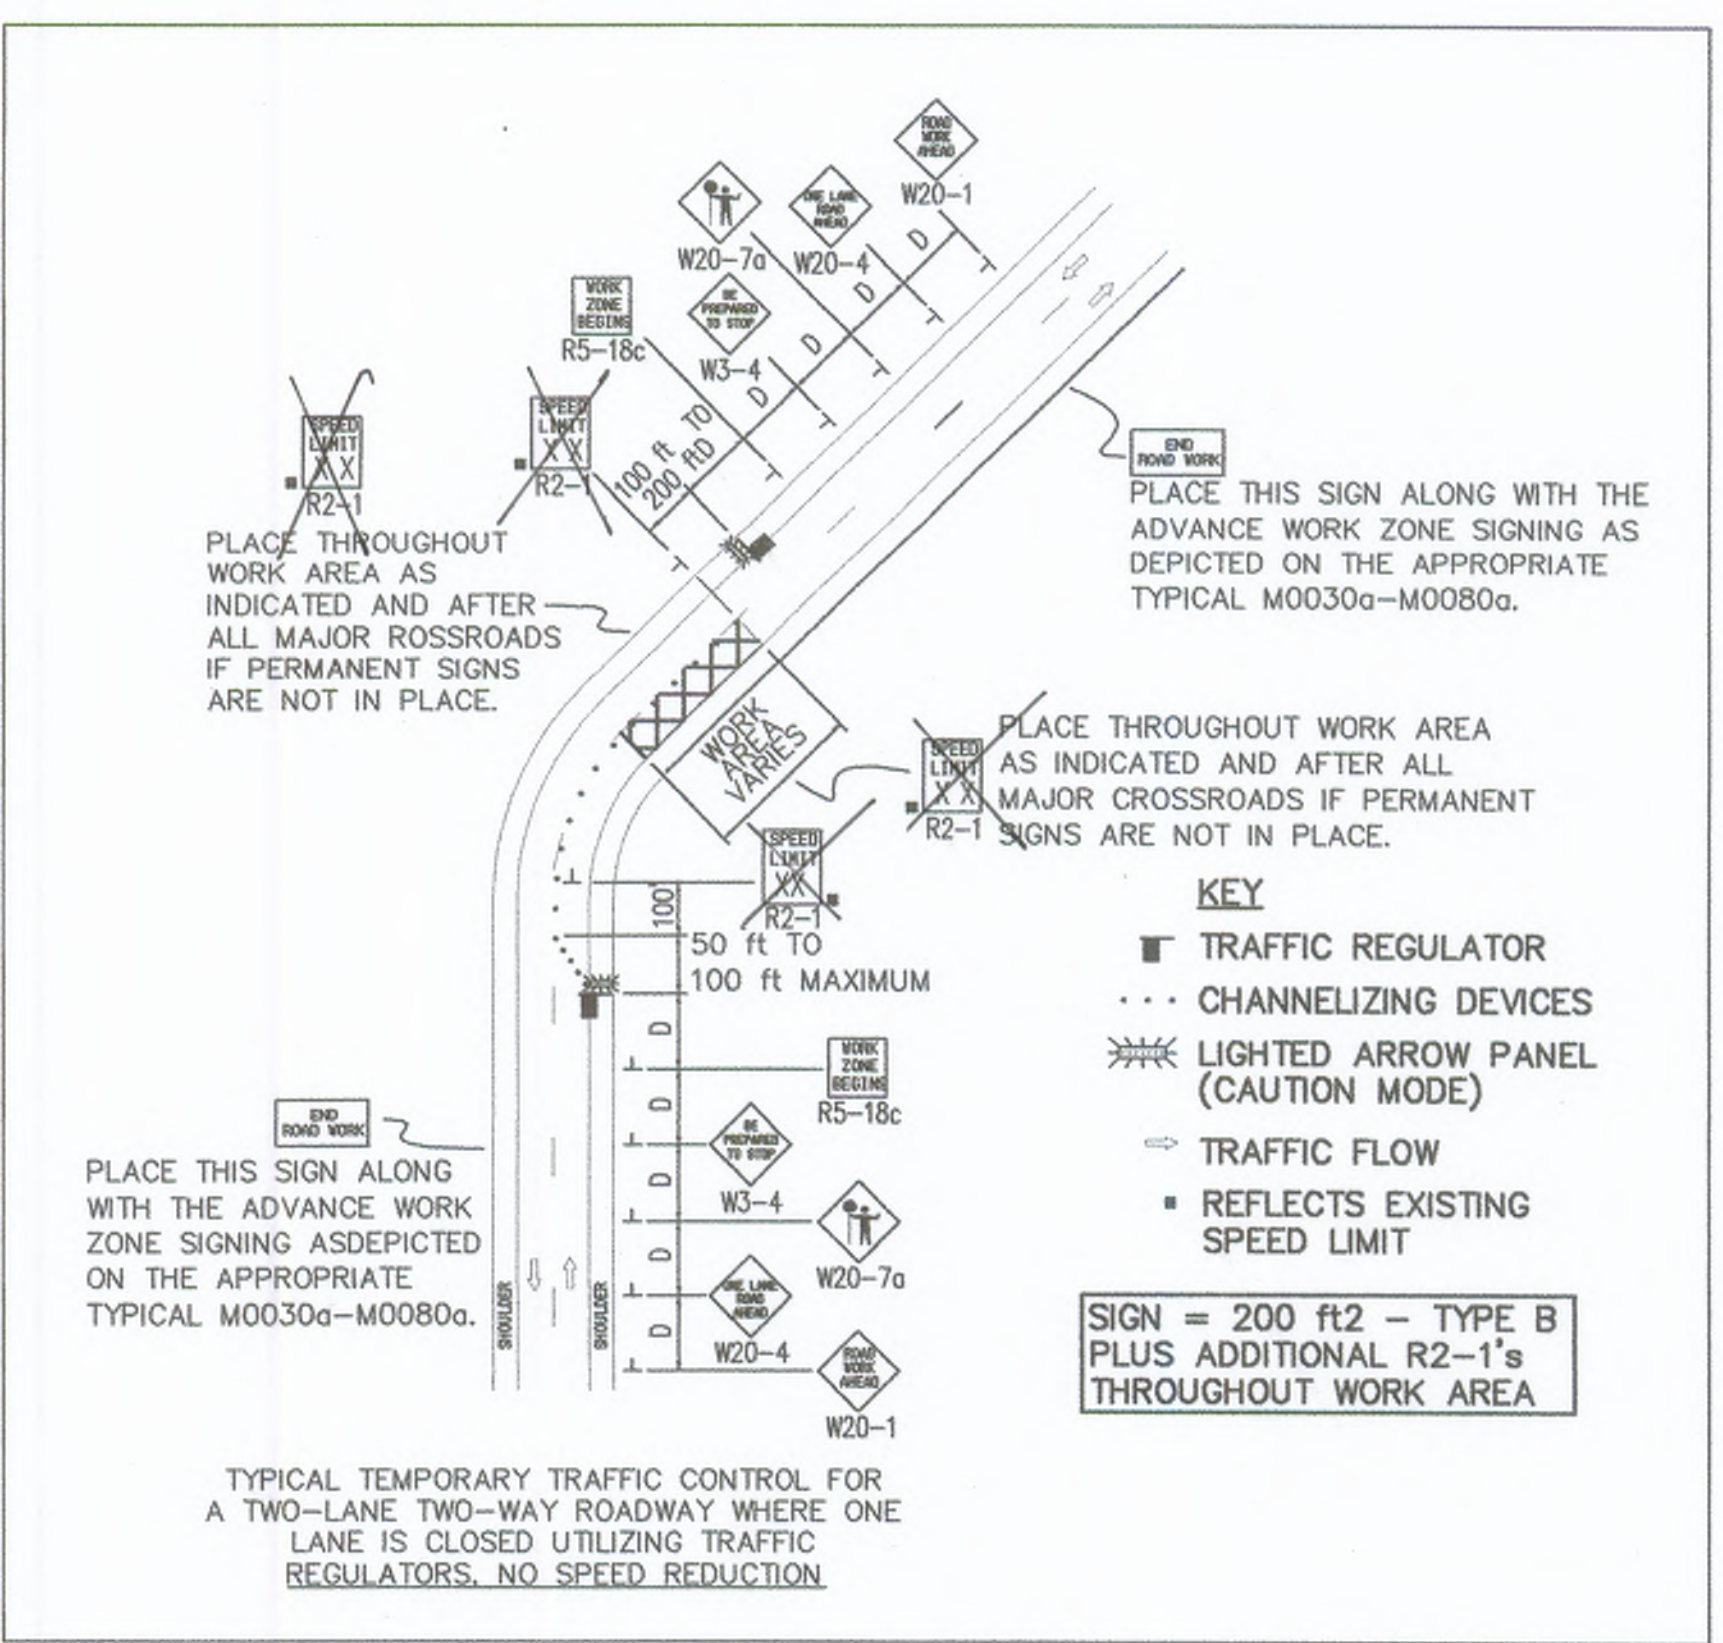 ROAD
WORK
AHEAD
W20-1
ONE LANE
ROAD
AHEAD
W20-4
W20-7a
BE
PREPARED
TO STOP
W3-4
WORK
ZONE
BEGINS
R5-18c
D
D
D
D
100 ft TO
200 ftD
SPEED
LIMIT
XX
R2-1
SPEED
LIMIT
XX
R2-1
PLACE THROUGHOUT
WORK AREA AS
INDICATED AND AFTER
ALL MAJOR ROSSROADS
IF PERMANENT SIGNS
ARE NOT IN PLACE.
END
ROAD WORK
PLACE THIS SIGN ALONG WITH THE
ADVANCE WORK ZONE SIGNING AS
DEPICTED ON THE APPROPRIATE
TYPICAL M0030a-M0080a.
WORK
AREA
VARIES
SPEED
LIMIT
XX
R2-1
PLACE THROUGHOUT WORK AREA
AS INDICATED AND AFTER ALL
MAJOR CROSSROADS IF PERMANENT
SIGNS ARE NOT IN PLACE.
SPEED
LIMIT
XX
R2-1
100'
50 ft TO
100 ft MAXIMUM
D
D
D
D
D
WORK
ZONE
BEGINS
R5-18c
BE
PREPARED
TO STOP
W3-4
W20-7a
ONE LANE
ROAD
AHEAD
W20-4
ROAD
WORK
AHEAD
W20-1
END
ROAD WORK
PLACE THIS SIGN ALONG
WITH THE ADVANCE WORK
ZONE SIGNING ASDEPICTED
ON THE APPROPRIATE
TYPICAL M0030a-M0080a.
SHOULDER
SHOULDER
KEY
TRAFFIC REGULATOR
CHANNELIZING DEVICES
LIGHTED ARROW PANEL
(CAUTION MODE)
TRAFFIC FLOW
REFLECTS EXISTING
SPEED LIMIT
SIGN = 200 ft2 - TYPE B
PLUS ADDITIONAL R2-1's
THROUGHOUT WORK AREA
TYPICAL TEMPORARY TRAFFIC CONTROL FOR
A TWO-LANE TWO-WAY ROADWAY WHERE ONE
LANE IS CLOSED UTILIZING TRAFFIC
REGULATORS, NO SPEED REDUCTION